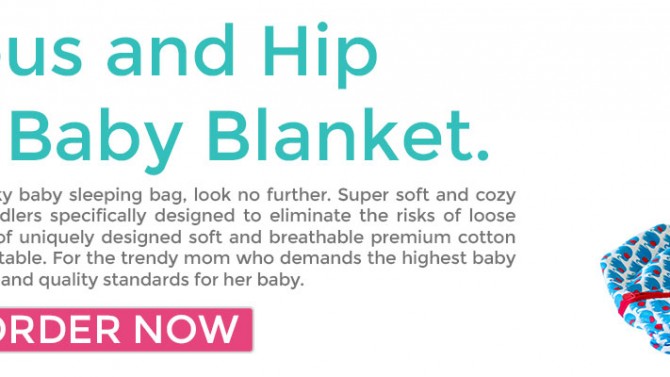 ous and Hip
Baby Blanket.
ky baby sleeping bag, look no further. Super soft and cozy
dlers specifically designed to eliminate the risks of loose
of uniquely designed soft and breathable premium cotton
table. For the trendy mom who demands the highest baby
and quality standards for her baby.
ORDER NOW